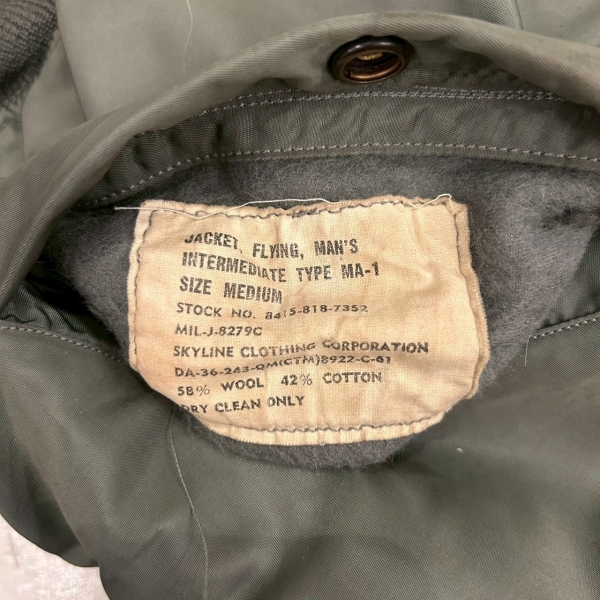 JACKET, FLYING, MAN'S
INTERMEDIATE TYPE MA-1
SIZE MEDIUM
STOCK NO. 8415-818-7352
MIL-J-8279C
SKYLINE CLOTHING CORPORATION
DA-36-243-QM(CTM)8922-C-61
58% WOOL 42% COTTON
DRY CLEAN ONLY